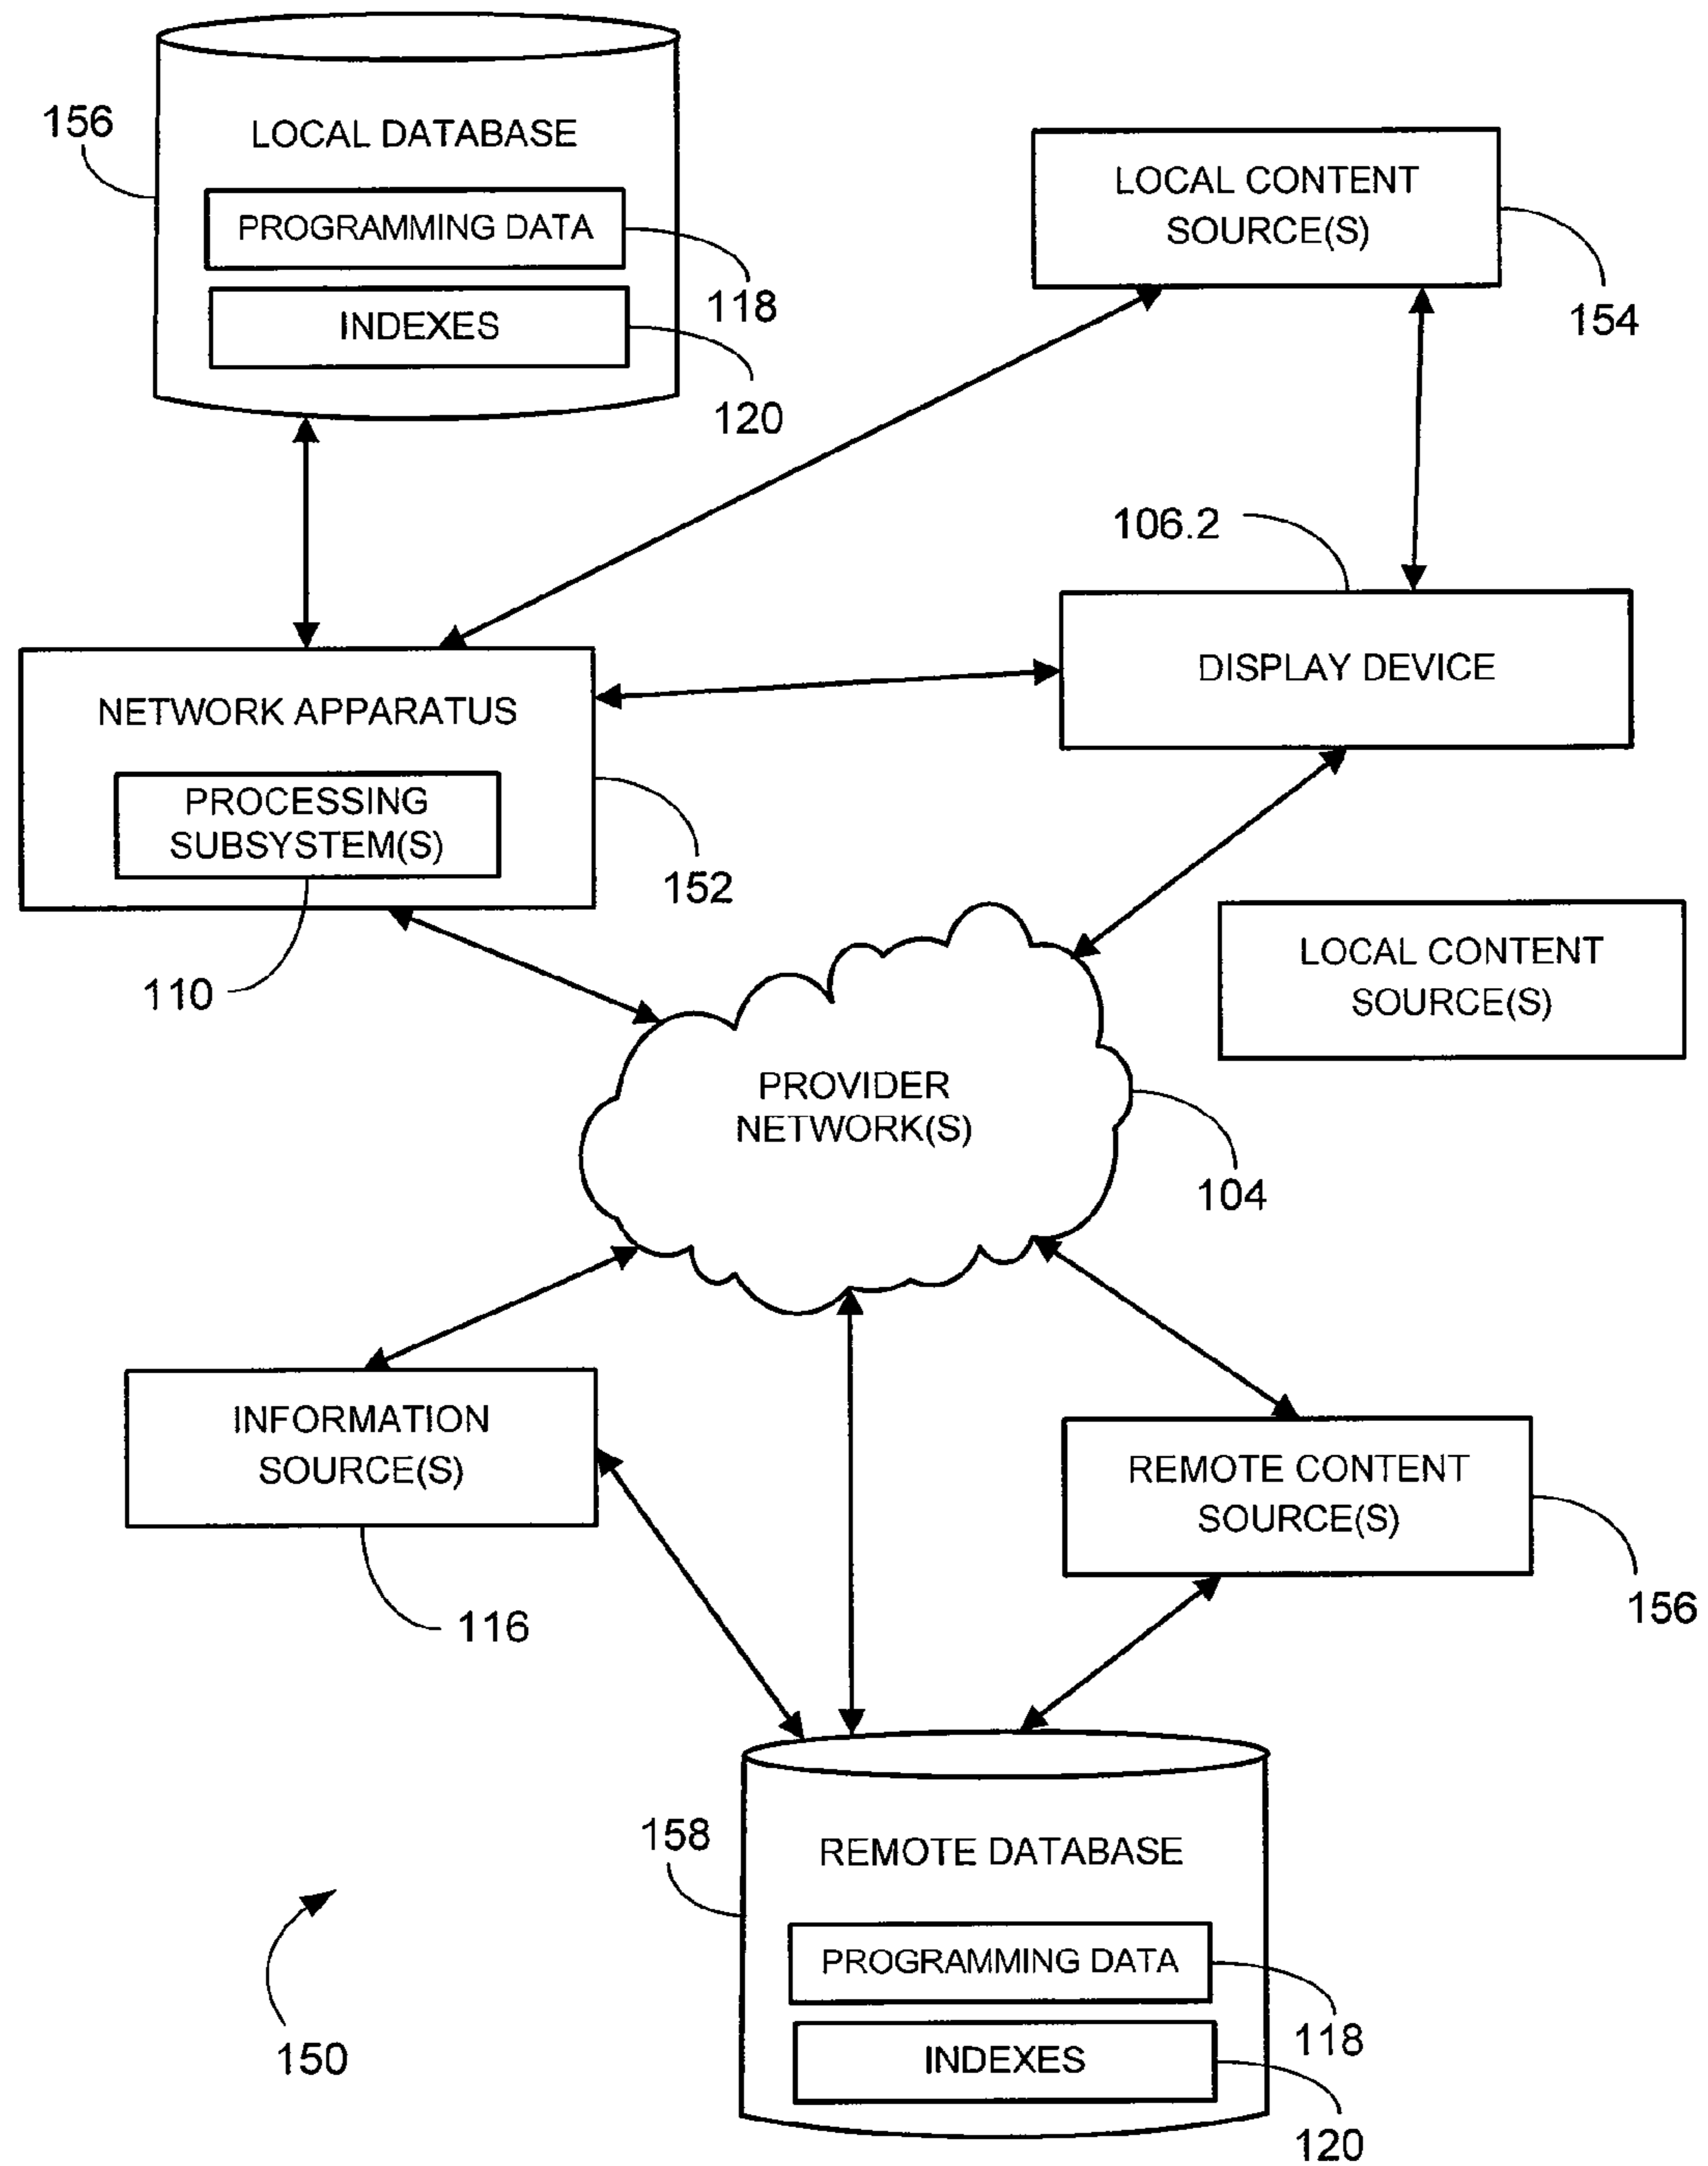 156
LOCAL DATABASE
PROGRAMMING DATA
118
INDEXES
120
LOCAL CONTENT
SOURCE(S)
154
106.2
DISPLAY DEVICE
NETWORK APPARATUS
PROCESSING
SUBSYSTEM(S)
152
110
LOCAL CONTENT
SOURCE(S)
PROVIDER
NETWORK(S)
104
INFORMATION
SOURCE(S)
116
REMOTE CONTENT
SOURCE(S)
156
158
REMOTE DATABASE
PROGRAMMING DATA
118
INDEXES
120
150